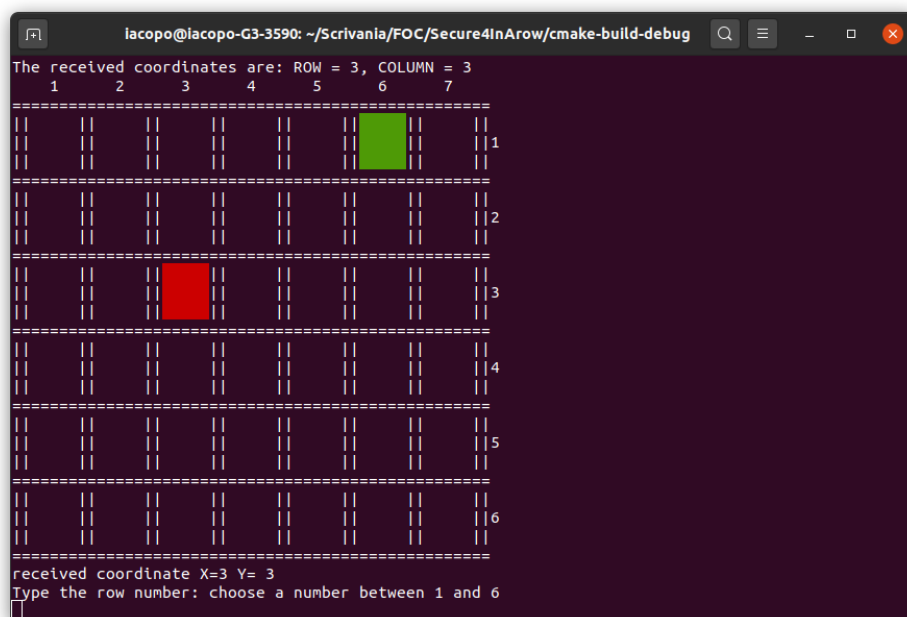 iacopo@iacopo-G3-3590: ~/Scrivania/FOC/Secure4InArow/cmake-build-debug
The received coordinates are: ROW = 3, COLUMN = 3
1 2 3 4 5 6 7
===================================================
|| || || || || || || ||
|| || || || || || || ||1
|| || || || || || || ||
===================================================
|| || || || || || || ||
|| || || || || || || ||2
|| || || || || || || ||
===================================================
|| || || || || || || ||
|| || || || || || || ||3
|| || || || || || || ||
===================================================
|| || || || || || || ||
|| || || || || || || ||4
|| || || || || || || ||
===================================================
|| || || || || || || ||
|| || || || || || || ||5
|| || || || || || || ||
===================================================
|| || || || || || || ||
|| || || || || || || ||6
|| || || || || || || ||
===================================================
received coordinate X=3 Y= 3
Type the row number: choose a number between 1 and 6